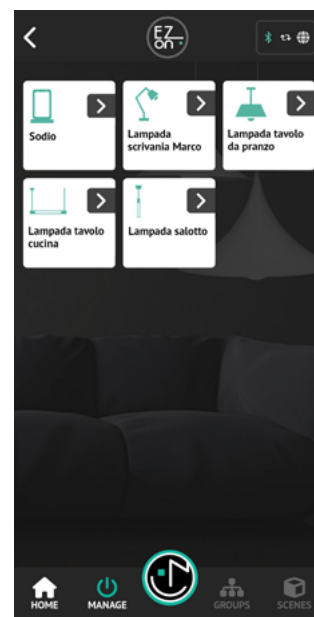 EZ
on
Sodio
Lampada
scrivania Marco
Lampada tavolo
da pranzo
Lampada tavolo
cucina
Lampada salotto
HOME
MANAGE
GROUPS
SCENES